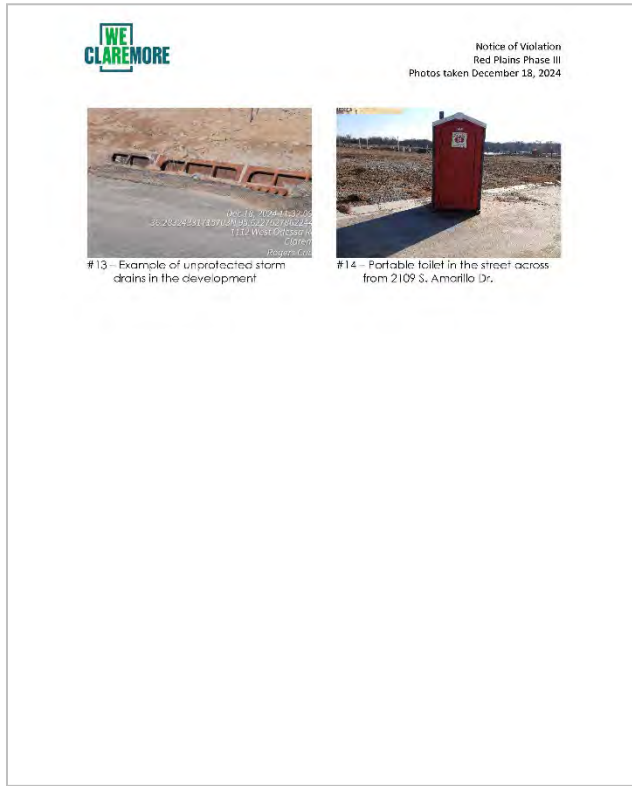 WE
CLAREMORE
Notice of Violation
Red Plains Phase III
Photos taken December 18, 2024
Dec 18, 2024
1112 West Odessa
Rogers
#13 – Example of unprotected storm
drains in the development
#14 – Portable toilet in the street across
from 2109 S. Amarillo Dr.